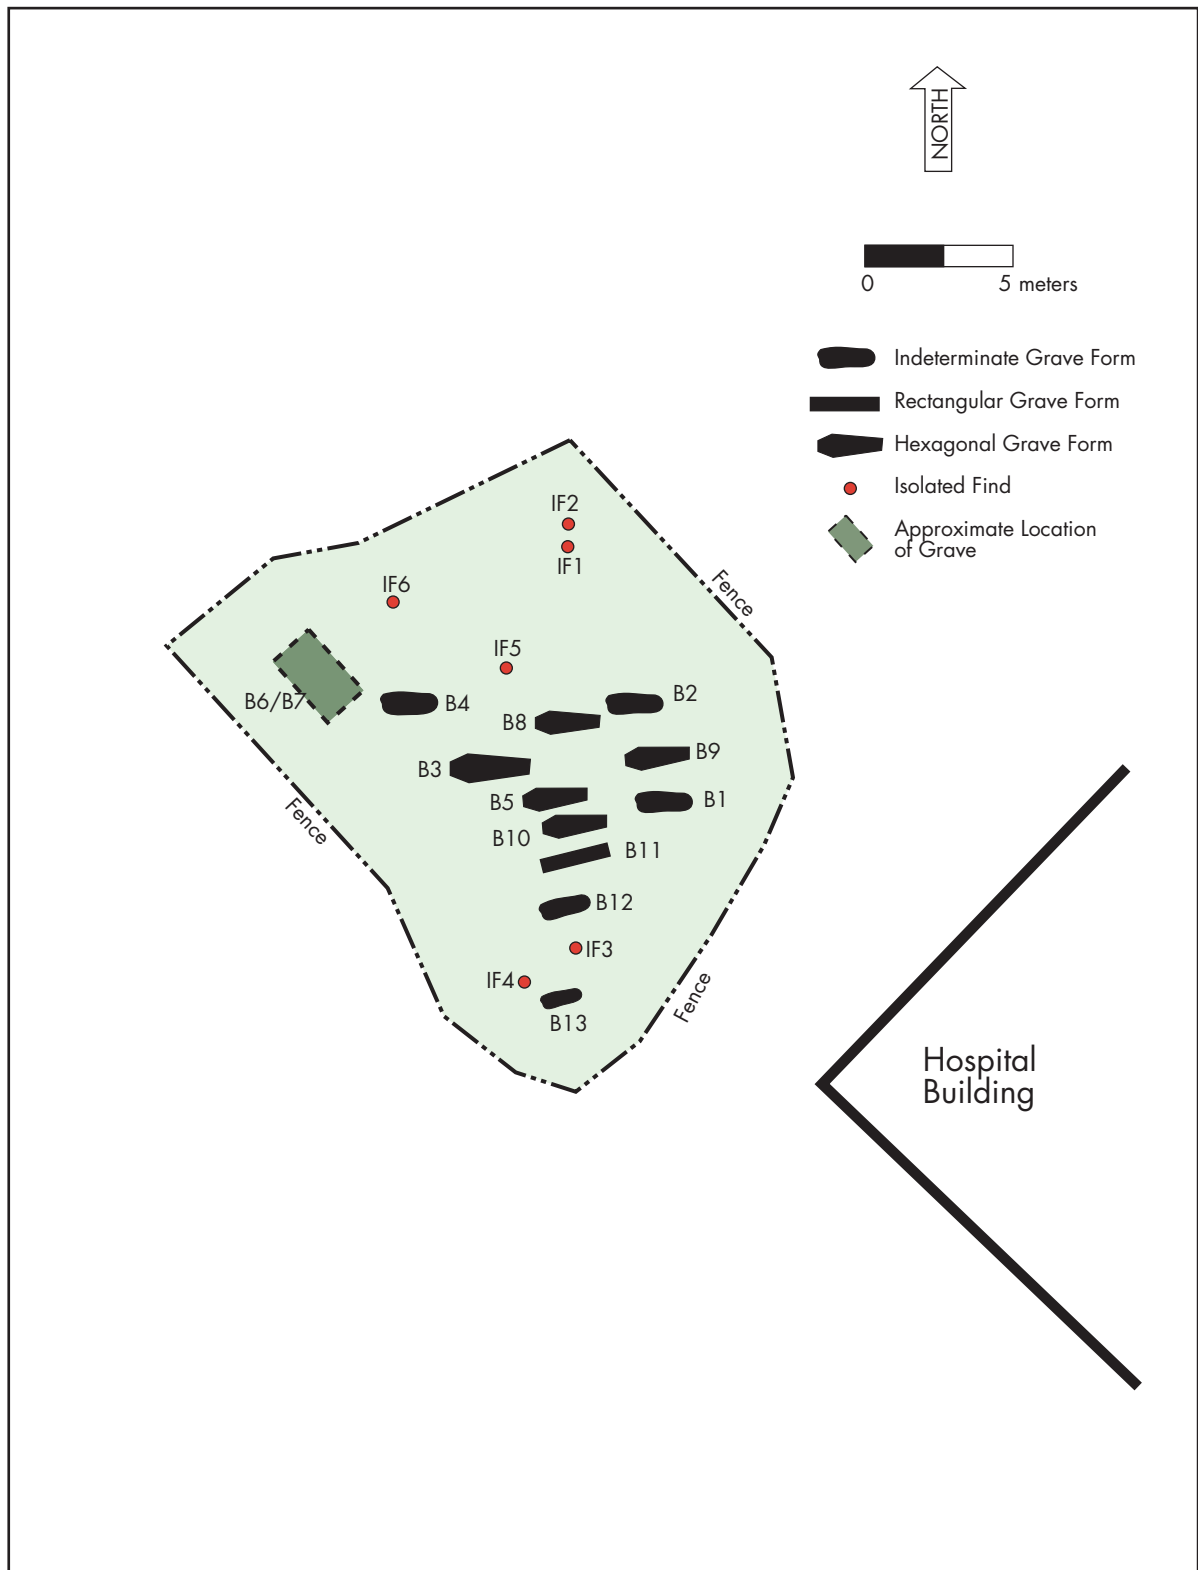 NORTH
0 5 meters
Indeterminate Grave Form
Rectangular Grave Form
Hexagonal Grave Form
Isolated Find
Approximate Location
of Grave
IF2
IF1
Fence
IF6
IF5
B6/B7
B4
B2
B8
B9
B3
B5
B1
Fence
B10
B11
B12
IF3
IF4
Fence
B13
Hospital
Building